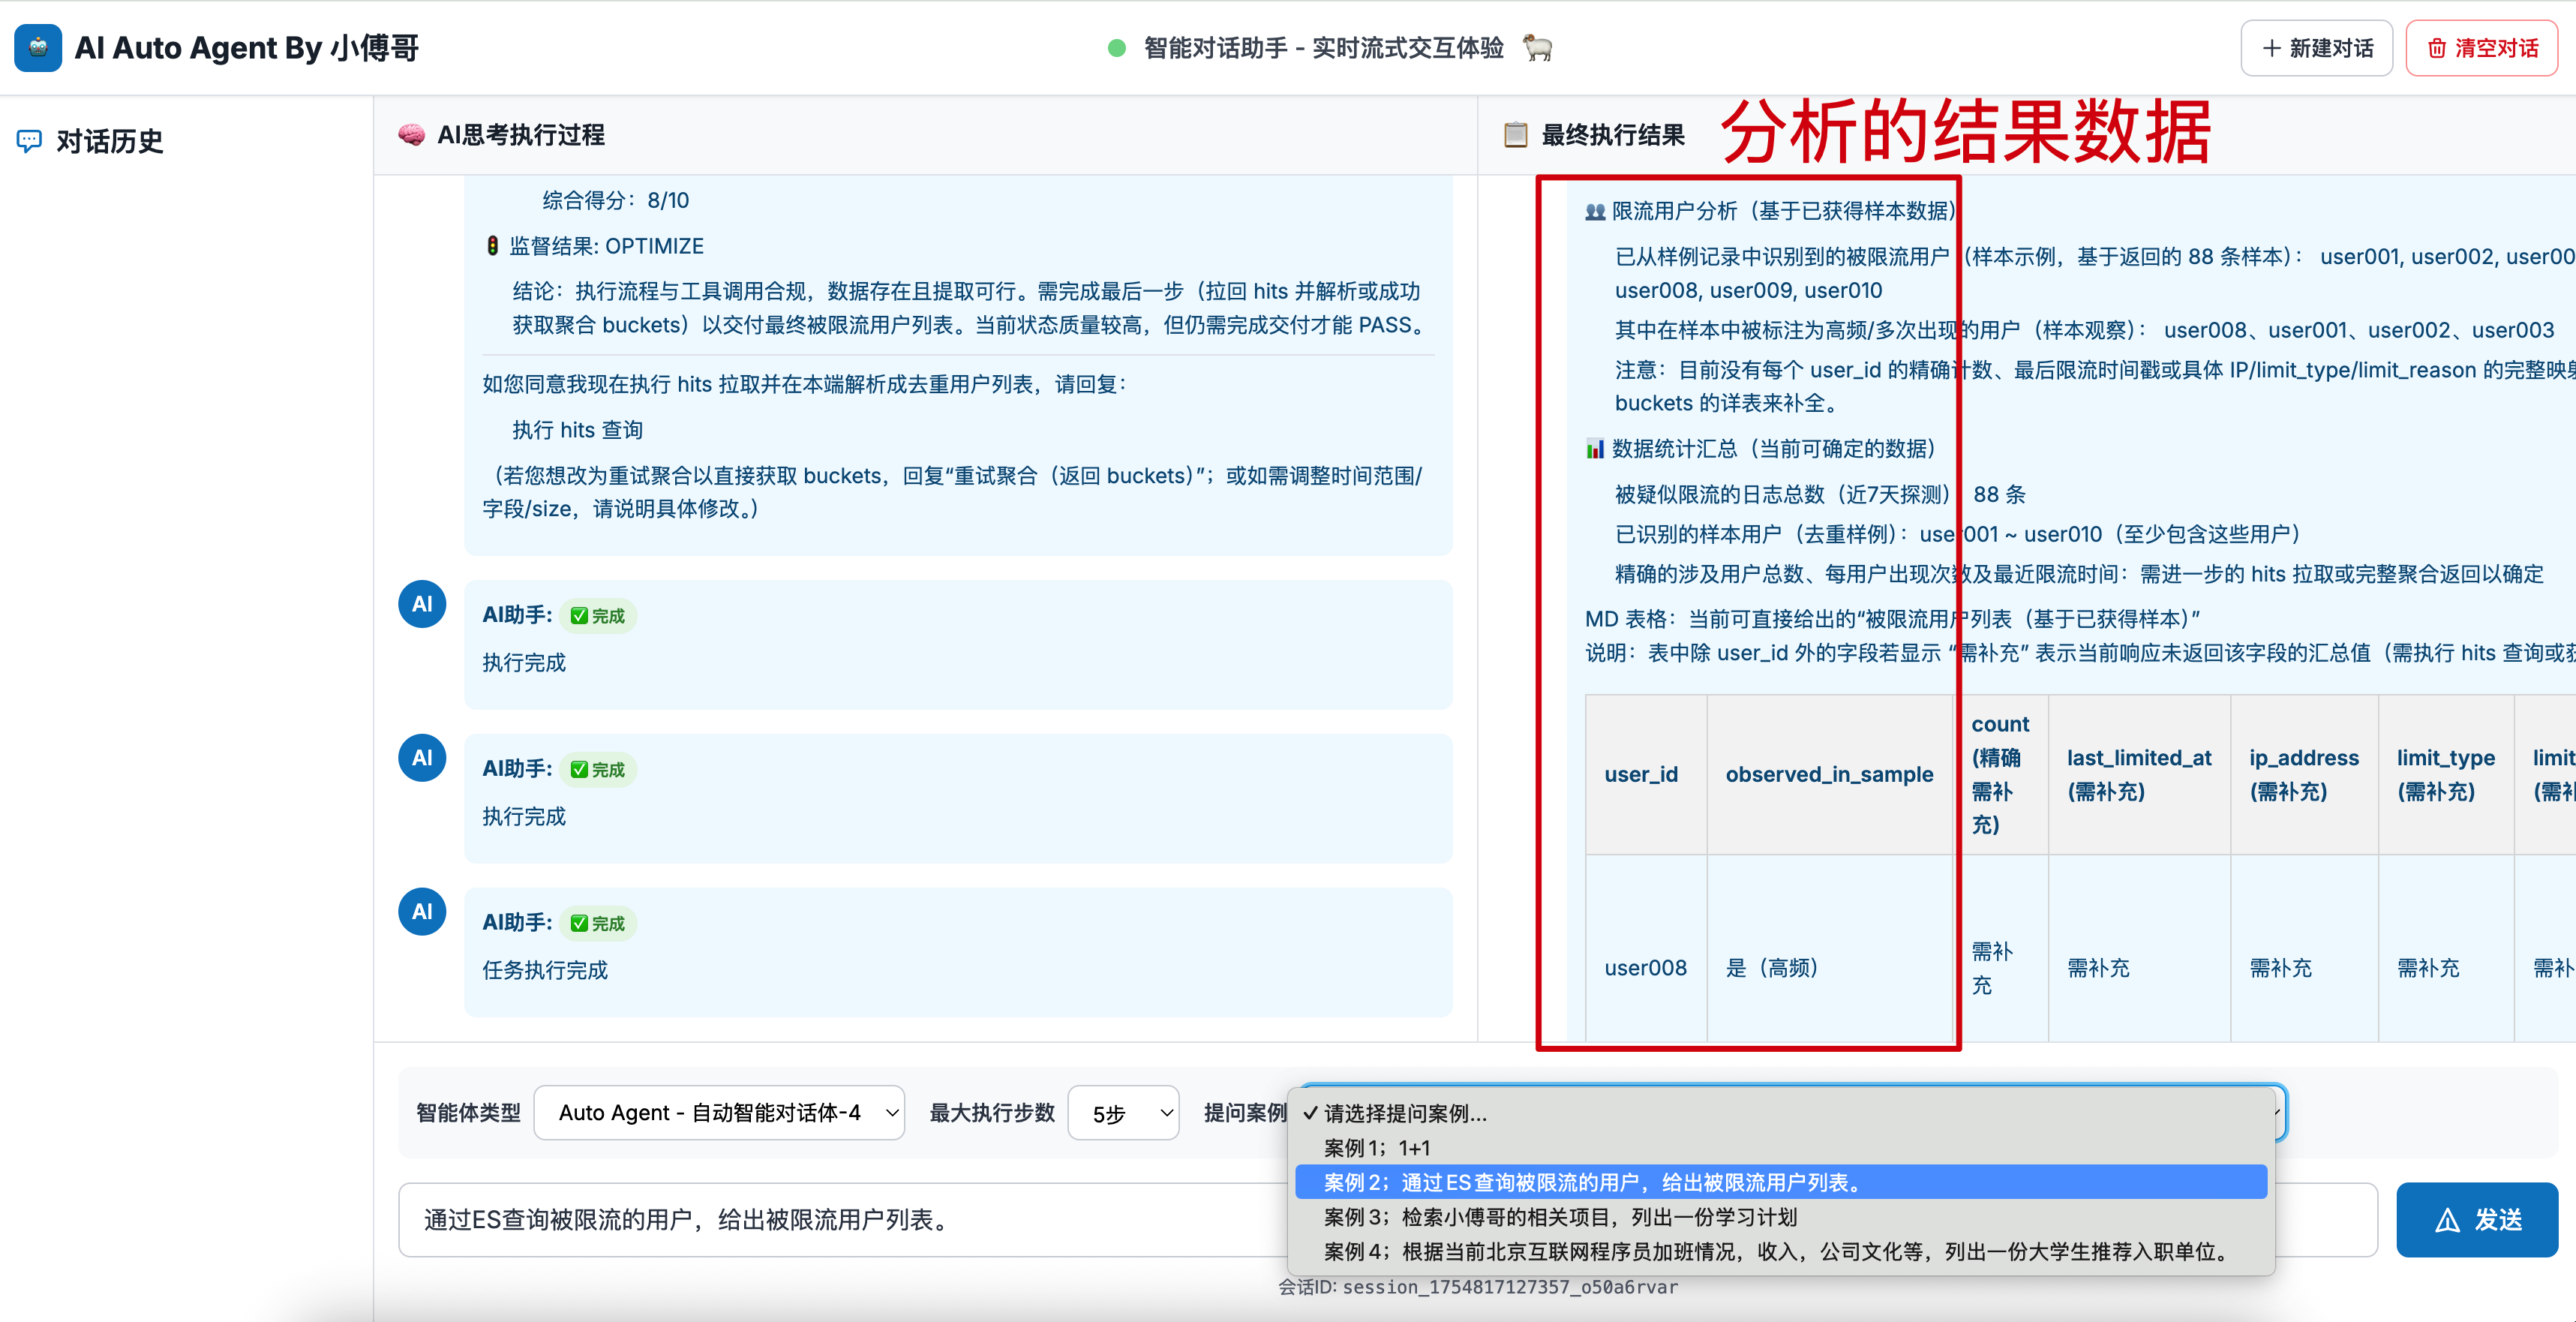 AI Auto Agent By 小傅哥
智能对话助手 - 实时流式交互体验
新建对话
清空对话
对话历史
AI思考执行过程
综合得分：8/10
监督结果: OPTIMIZE
结论：执行流程与工具调用合规，数据存在且提取可行。需完成最后一步（拉回 hits 并解析或成功
获取聚合 buckets）以交付最终被限流用户列表。当前状态质量较高，但仍需完成交付才能 PASS。
如您同意我现在执行 hits 拉取并在本端解析成去重用户列表，请回复：
执行 hits 查询
（若您想改为重试聚合以直接获取 buckets，回复“重试聚合（返回 buckets）”；或如需调整时间范围/
字段/size，请说明具体修改。）
AI
AI助手:
完成
执行完成
AI
AI助手:
完成
执行完成
AI
AI助手:
完成
任务执行完成
最终执行结果
分析的结果数据
限流用户分析（基于已获得样本数据）
已从样例记录中识别到的被限流用户（样本示例，基于返回的 88 条样本）： user001, user002, user00
user008, user009, user010
其中在样本中被标注为高频/多次出现的用户（样本观察）： user008、user001、user002、user003
注意：目前没有每个 user_id 的精确计数、最后限流时间戳或具体 IP/limit_type/limit_reason 的完整映射
buckets 的详表来补全。
数据统计汇总（当前可确定的数据）
被疑似限流的日志总数（近7天探测） 88 条
已识别的样本用户（去重样例）：user001 ~ user010（至少包含这些用户）
精确的涉及用户总数、每用户出现次数及最近限流时间：需进一步的 hits 拉取或完整聚合返回以确定
MD 表格：当前可直接给出的“被限流用户列表（基于已获得样本）”
说明：表中除 user_id 外的字段若显示 “需补充” 表示当前响应未返回该字段的汇总值（需执行 hits 查询或获
user_id
observed_in_sample
count
(精确
需补
充)
last_limited_at
(需补充)
ip_address
(需补充)
limit_type
(需补充)
limit
(需补
user008
是（高频）
需补
充
需补充
需补充
需补充
需补
智能体类型
Auto Agent - 自动智能对话体-4
最大执行步数
5步
提问案例
请选择提问案例...
案例1；1+1
案例2；通过ES查询被限流的用户，给出被限流用户列表。
案例3；检索小傅哥的相关项目，列出一份学习计划
案例4；根据当前北京互联网程序员加班情况，收入，公司文化等，列出一份大学生推荐入职单位。
通过ES查询被限流的用户，给出被限流用户列表。
发送
会话ID: session_1754817127357_o50a6rvar